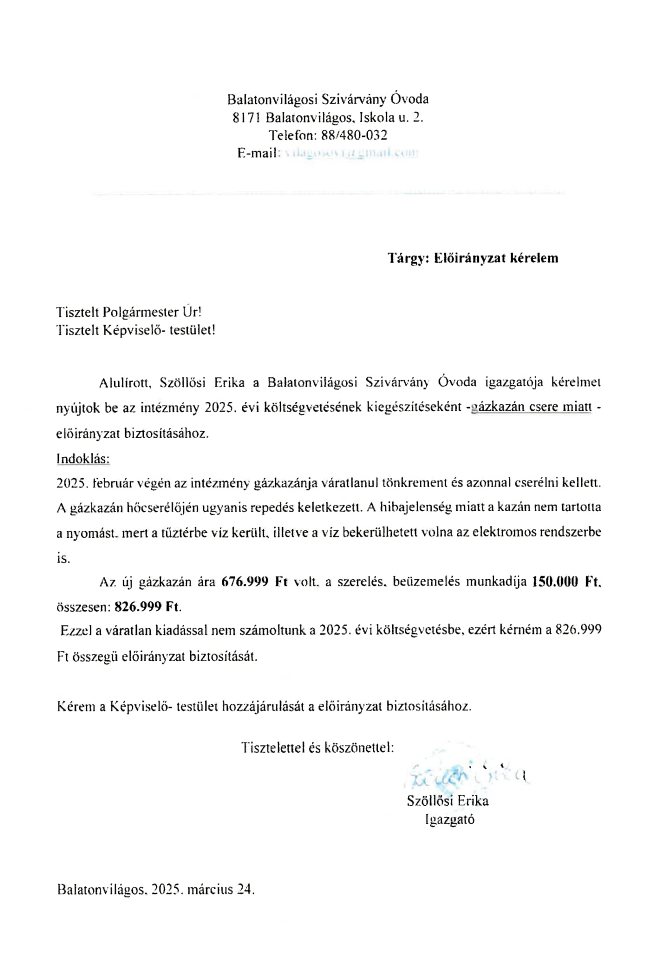 Balatonvilágosi Szivárvány Óvoda
8171 Balatonvilágos, Iskola u. 2.
Telefon: 88/480-032
E-mail:
Tárgy: Előirányzat kérelem
Tisztelt Polgármester Úr!
Tisztelt Képviselő- testület!
Alulírott, Szöllősi Erika a Balatonvilágosi Szivárvány Óvoda igazgatója kérelmet
nyújtok be az intézmény 2025. évi költségvetésének kiegészítéseként -gázkazán csere miatt -
előirányzat biztosításához.
Indoklás:
2025. február végén az intézmény gázkazánja váratlanul tönkrement és azonnal cserélni kellett.
A gázkazán hőcserélőjén ugyanis repedés keletkezett. A hibajelenség miatt a kazán nem tartotta
a nyomást, mert a tűztérbe víz került, illetve a víz bekerülhetett volna az elektromos rendszerbe
is.
Az új gázkazán ára 676.999 Ft volt, a szerelés, beüzemelés munkadíja 150.000 Ft,
összesen: 826.999 Ft.
Ezzel a váratlan kiadással nem számoltunk a 2025. évi költségvetésbe, ezért kérném a 826.999
Ft összegű előirányzat biztosítását.
Kérem a Képviselő- testület hozzájárulását a előirányzat biztosításához.
Tisztelettel és köszönettel:
Szöllősi Erika
Igazgató
Balatonvilágos, 2025. március 24.